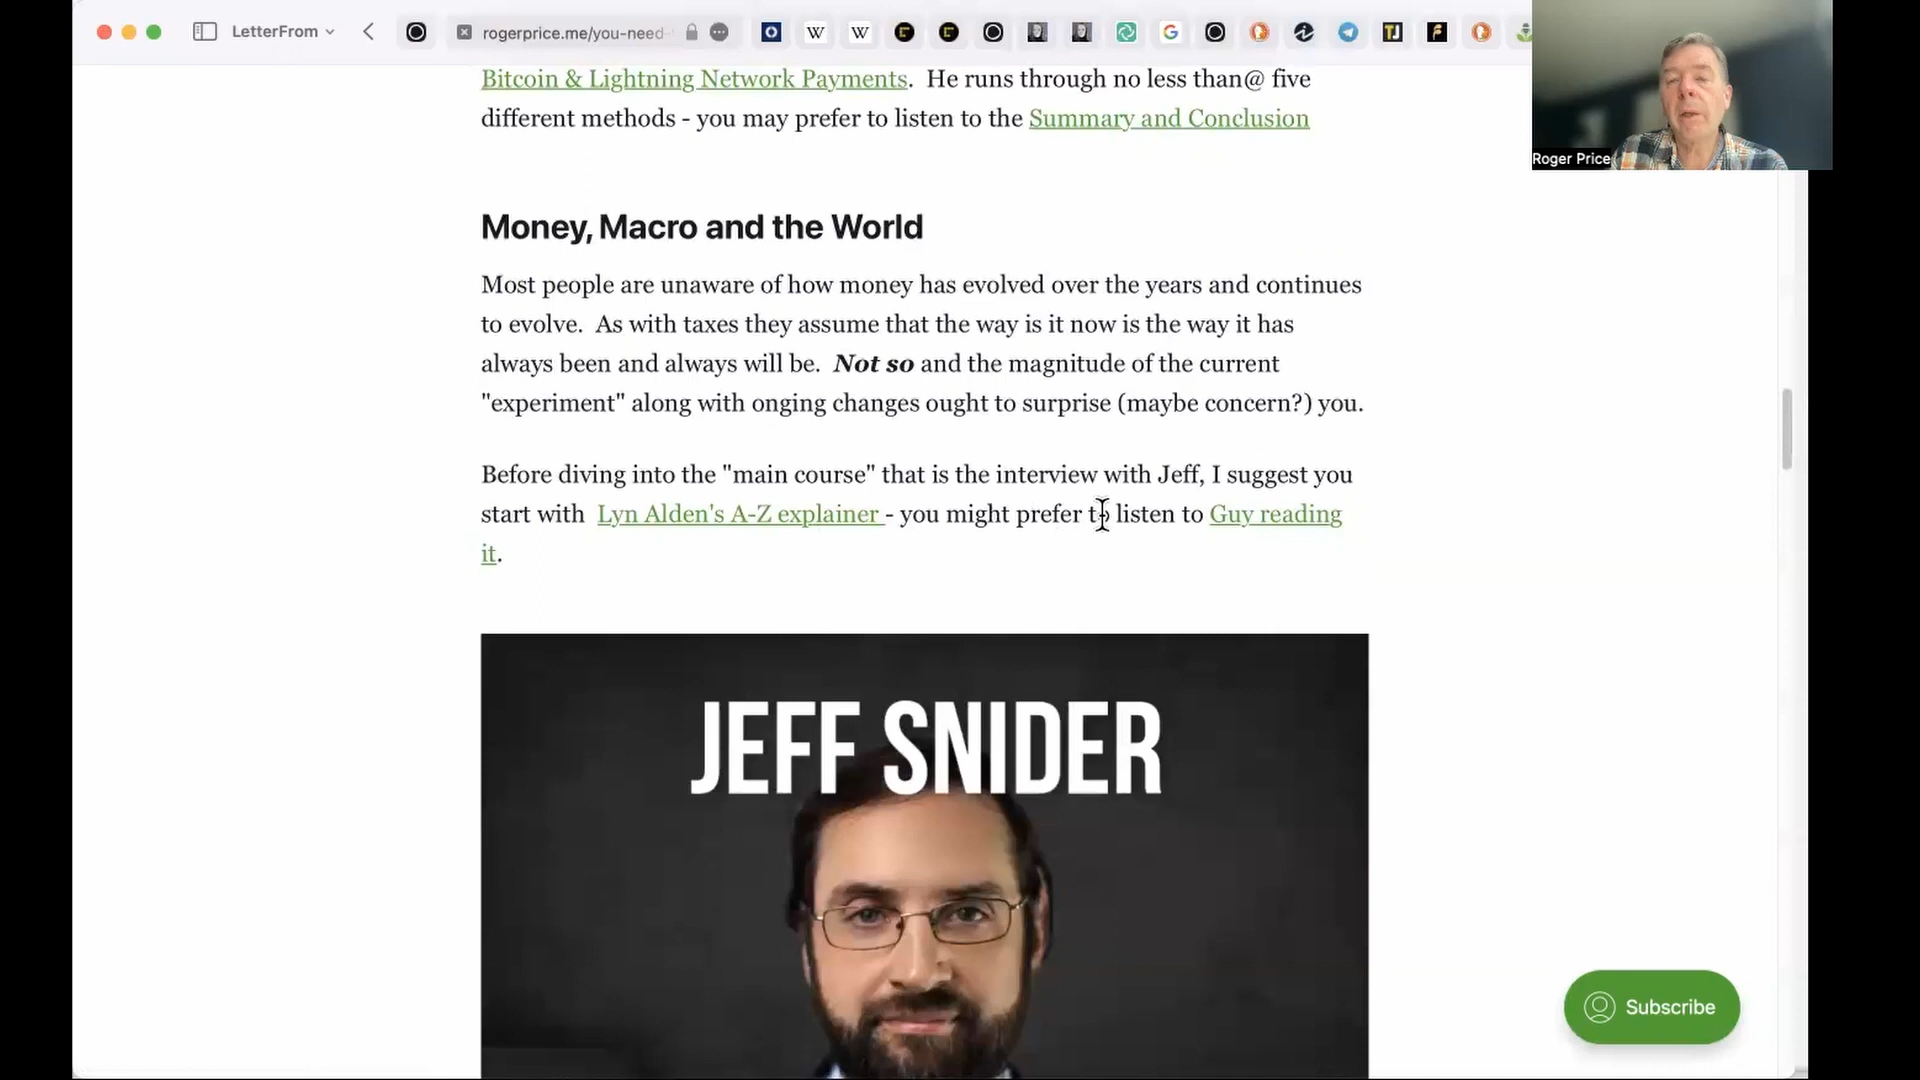 LetterFrom
rogerprice.me/you-need-
Roger Price
Bitcoin & Lightning Network Payments. He runs through no less than@ five
different methods - you may prefer to listen to the Summary and Conclusion
Money, Macro and the World
Most people are unaware of how money has evolved over the years and continues
to evolve. As with taxes they assume that the way is it now is the way it has
always been and always will be. Not so and the magnitude of the current
"experiment" along with onging changes ought to surprise (maybe concern?) you.
Before diving into the "main course" that is the interview with Jeff, I suggest you
start with Lyn Alden's A-Z explainer - you might prefer to listen to Guy reading
it.
JEFF SNIDER
Subscribe